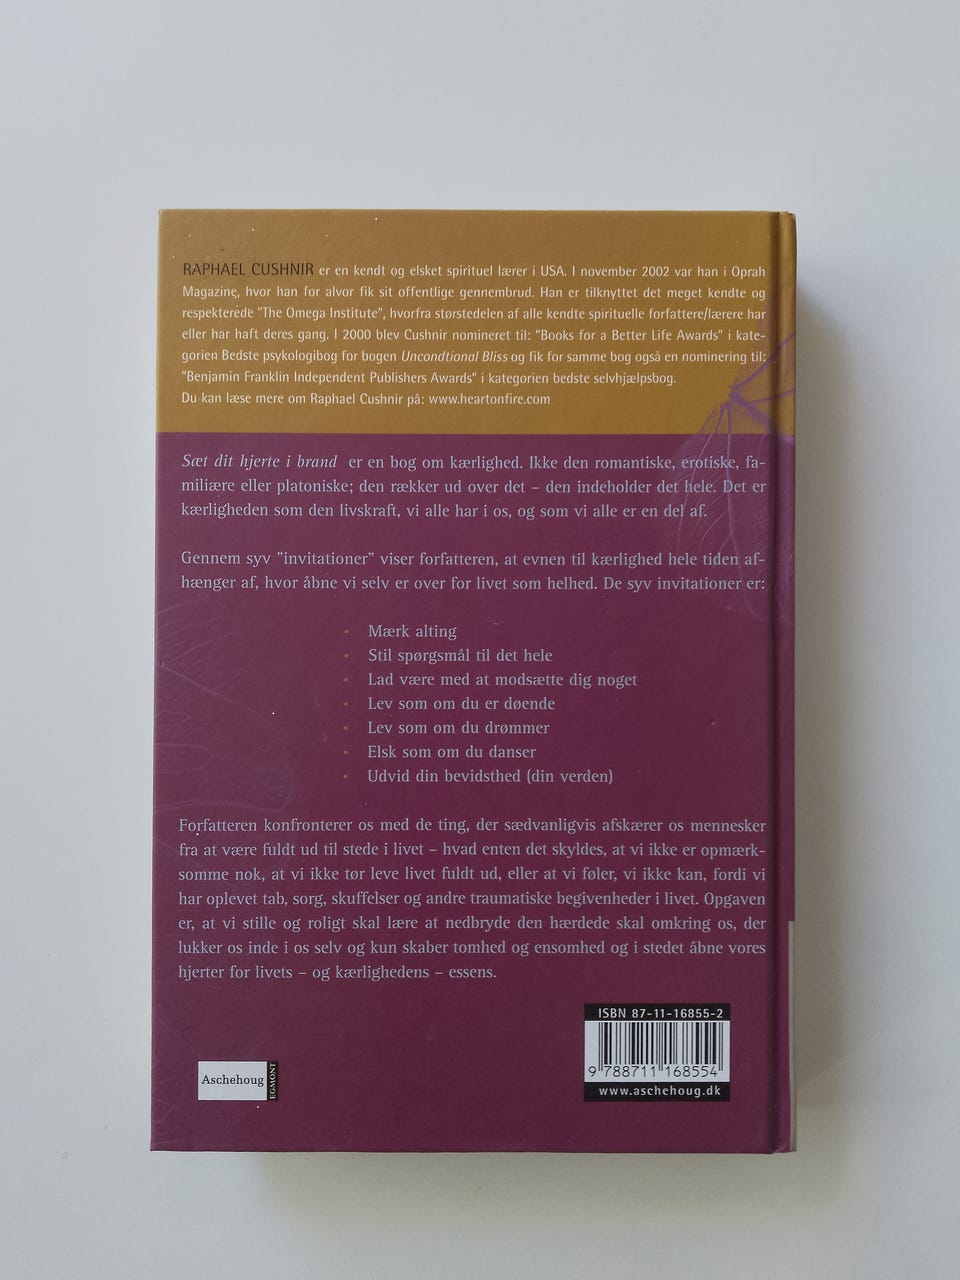 RAPHAEL CUSHNIR er en kendt og elsket spirituel lærer i USA. I november 2002 var han i Oprah
Magazine, hvor han for alvor fik sit offentlige gennembrud. Han er tilknyttet det meget kendte og
respekterede "The Omega Institute", hvorfra størstedelen af alle kendte spirituelle forfattere/lærere har
eller har haft deres gang. I 2000 blev Cushnir nomineret til: "Books for a Better Life Awards" i kate-
gorien Bedste psykologibog for bogen Uncondtional Bliss og fik for samme bog også en nominering til:
"Benjamin Franklin Independent Publishers Awards" i kategorien bedste selvhjælpsbog.
Du kan læse mere om Raphael Cushnir på: www.heartonfire.com
Sæt dit hjerte i brand er en bog om kærlighed. Ikke den romantiske, erotiske, fa-
miliære eller platoniske; den rækker ud over det – den indeholder det hele. Det er
kærligheden som den livskraft, vi alle har i os, og som vi alle er en del af.
Gennem syv "invitationer" viser forfatteren, at evnen til kærlighed hele tiden af-
hænger af, hvor åbne vi selv er over for livet som helhed. De syv invitationer er:
• Mærk alting
• Stil spørgsmål til det hele
• Lad være med at modsætte dig noget
• Lev som om du er døende
• Lev som om du drømmer
• Elsk som om du danser
• Udvid din bevidsthed (din verden)
Forfatteren konfronterer os med de ting, der sædvanligvis afskærer os mennesker
fra at være fuldt ud til stede i livet – hvad enten det skyldes, at vi ikke er opmærk-
somme nok, at vi ikke tør leve livet fuldt ud, eller at vi føler, vi ikke kan, fordi vi
har oplevet tab, sorg, skuffelser og andre traumatiske begivenheder i livet. Opgaven
er, at vi stille og roligt skal lære at nedbryde den hærdede skal omkring os, der
lukker os inde i os selv og kun skaber tomhed og ensomhed og i stedet åbne vores
hjerter for livets – og kærlighedens – essens.
ISBN 87-11-16855-2
9 788711 168554
www.aschehoug.dk
Aschehoug
EGMONT